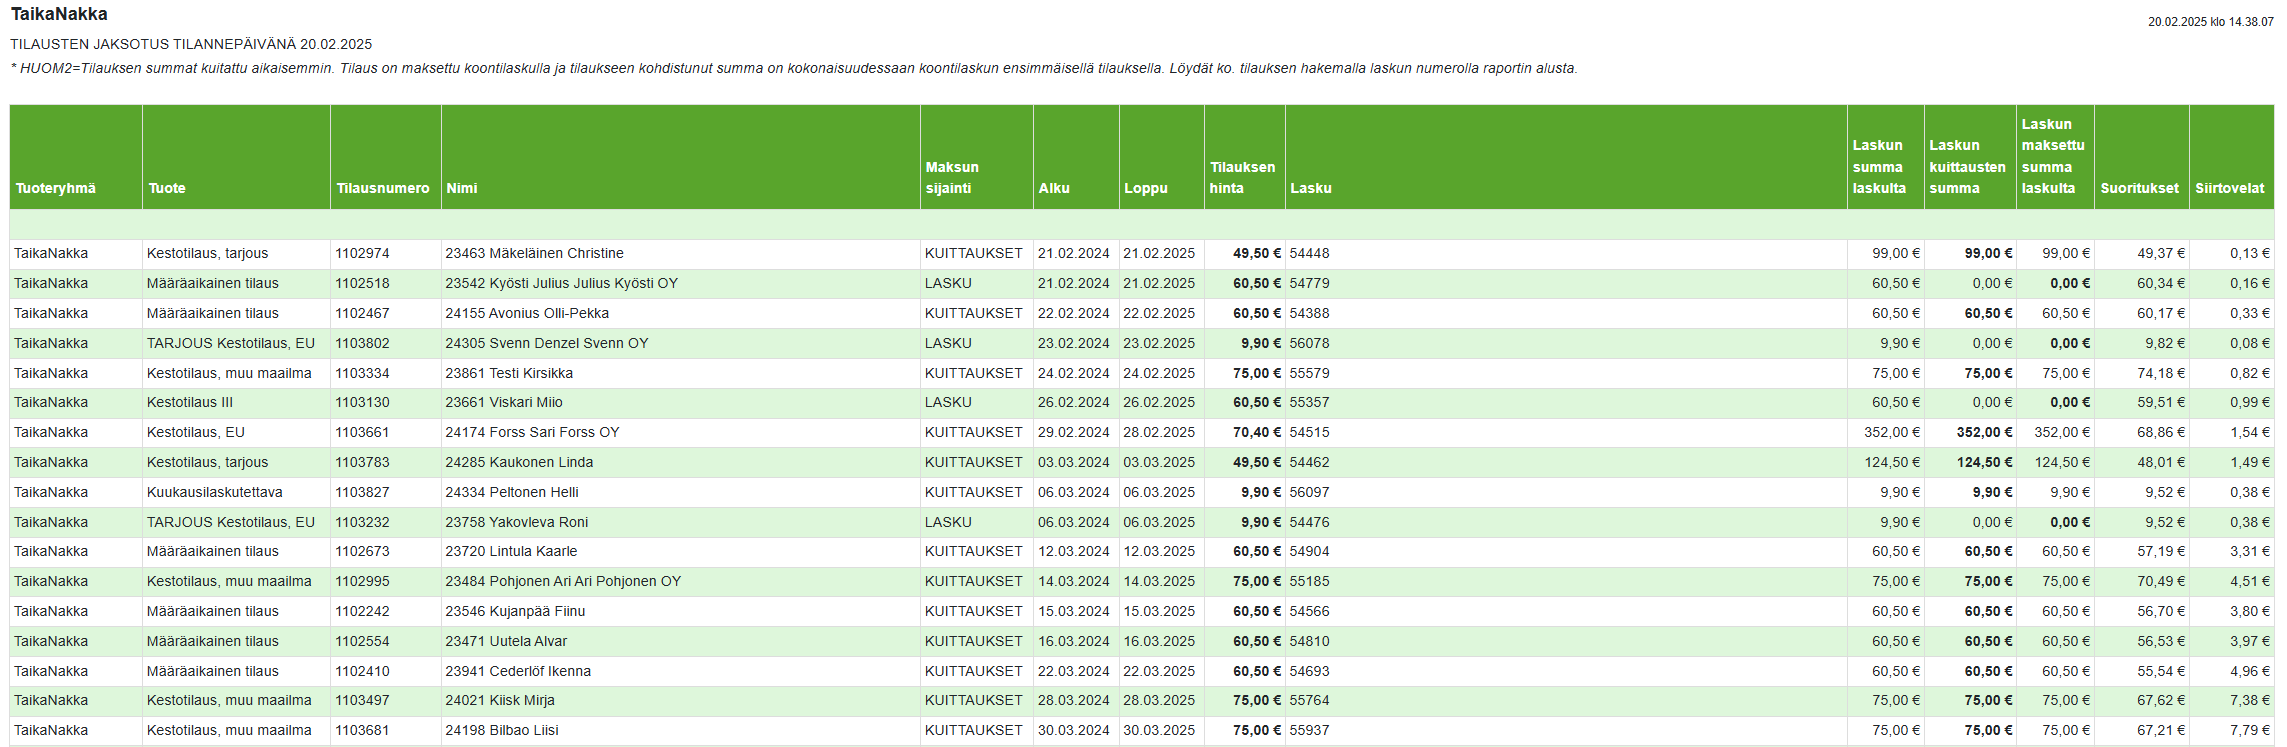 TaikaNakka
20.02.2025 klo 14.38.07
TILAUSTEN JAKSOTUS TILANNEPÄIVÄNÄ 20.02.2025
* HUOM2=Tilauksen summat kuitattu aikaisemmin. Tilaus on maksettu koontilaskulla ja tilaukseen kohdistunut summa on kokonaisuudessaan koontilaskun ensimmäisellä tilauksella. Löydät ko. tilauksen hakemalla laskun numerolla raportin alusta.
Tuoteryhmä Tuote Tilausnumero Nimi Maksun sijainti Alku Loppu Tilauksen hinta Lasku Laskun summa laskulta Laskun kuittausten summa Laskun maksettu summa laskulta Suoritukset Siirtovelat
TaikaNakka Kestotilaus, tarjous 1102974 23463 Mäkeläinen Christine KUITTAUKSET 21.02.2024 21.02.2025 49,50 € 54448 99,00 € 99,00 € 99,00 € 49,37 € 0,13 €
TaikaNakka Määräaikainen tilaus 1102518 23542 Kyösti Julius Julius Kyösti OY LASKU 21.02.2024 21.02.2025 60,50 € 54779 60,50 € 0,00 € 0,00 € 60,34 € 0,16 €
TaikaNakka Määräaikainen tilaus 1102467 24155 Avonius Olli-Pekka KUITTAUKSET 22.02.2024 22.02.2025 60,50 € 54388 60,50 € 60,50 € 60,50 € 60,17 € 0,33 €
TaikaNakka TARJOUS Kestotilaus, EU 1103802 24305 Svenn Denzel Svenn OY LASKU 23.02.2024 23.02.2025 9,90 € 56078 9,90 € 0,00 € 0,00 € 9,82 € 0,08 €
TaikaNakka Kestotilaus, muu maailma 1103334 23861 Testi Kirsikka KUITTAUKSET 24.02.2024 24.02.2025 75,00 € 55579 75,00 € 75,00 € 75,00 € 74,18 € 0,82 €
TaikaNakka Kestotilaus III 1103130 23661 Viskari Miio LASKU 26.02.2024 26.02.2025 60,50 € 55357 60,50 € 0,00 € 0,00 € 59,51 € 0,99 €
TaikaNakka Kestotilaus, EU 1103661 24174 Forss Sari Forss OY KUITTAUKSET 29.02.2024 28.02.2025 70,40 € 54515 352,00 € 352,00 € 352,00 € 68,86 € 1,54 €
TaikaNakka Kestotilaus, tarjous 1103783 24285 Kaukonen Linda KUITTAUKSET 03.03.2024 03.03.2025 49,50 € 54462 124,50 € 124,50 € 124,50 € 48,01 € 1,49 €
TaikaNakka Kuukausilaskutettava 1103827 24334 Peltonen Helli KUITTAUKSET 06.03.2024 06.03.2025 9,90 € 56097 9,90 € 9,90 € 9,90 € 9,52 € 0,38 €
TaikaNakka TARJOUS Kestotilaus, EU 1103232 23758 Yakovleva Roni LASKU 06.03.2024 06.03.2025 9,90 € 54476 9,90 € 0,00 € 0,00 € 9,52 € 0,38 €
TaikaNakka Määräaikainen tilaus 1102673 23720 Lintula Kaarle KUITTAUKSET 12.03.2024 12.03.2025 60,50 € 54904 60,50 € 60,50 € 60,50 € 57,19 € 3,31 €
TaikaNakka Kestotilaus, muu maailma 1102995 23484 Pohjonen Ari Ari Pohjonen OY KUITTAUKSET 14.03.2024 14.03.2025 75,00 € 55185 75,00 € 75,00 € 75,00 € 70,49 € 4,51 €
TaikaNakka Määräaikainen tilaus 1102242 23546 Kujanpää Fiinu KUITTAUKSET 15.03.2024 15.03.2025 60,50 € 54566 60,50 € 60,50 € 60,50 € 56,70 € 3,80 €
TaikaNakka Määräaikainen tilaus 1102554 23471 Uutela Alvar KUITTAUKSET 16.03.2024 16.03.2025 60,50 € 54810 60,50 € 60,50 € 60,50 € 56,53 € 3,97 €
TaikaNakka Määräaikainen tilaus 1102410 23941 Cederlöf Ikenna KUITTAUKSET 22.03.2024 22.03.2025 60,50 € 54693 60,50 € 60,50 € 60,50 € 55,54 € 4,96 €
TaikaNakka Kestotilaus, muu maailma 1103497 24021 Kiisk Mirja KUITTAUKSET 28.03.2024 28.03.2025 75,00 € 55764 75,00 € 75,00 € 75,00 € 67,62 € 7,38 €
TaikaNakka Kestotilaus, muu maailma 1103681 24198 Bilbao Liisi KUITTAUKSET 30.03.2024 30.03.2025 75,00 € 55937 75,00 € 75,00 € 75,00 € 67,21 € 7,79 €